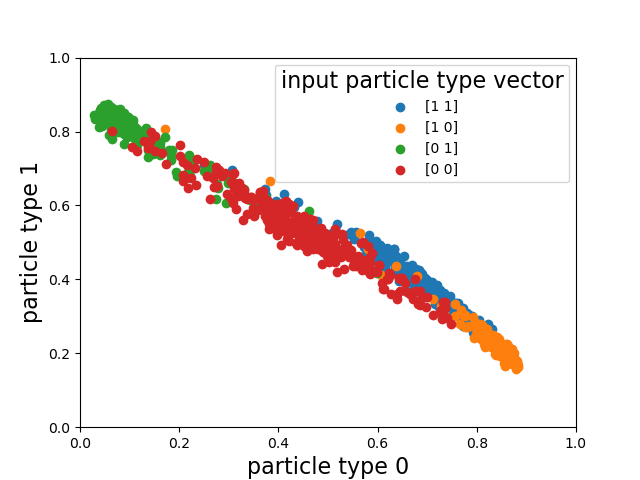 1.0
0.8
0.6
0.4
0.2
0.0
particle type 1
input particle type vector
[1 1]
[1 0]
[0 1]
[0 0]
0.0 0.2 0.4 0.6 0.8 1.0
particle type 0